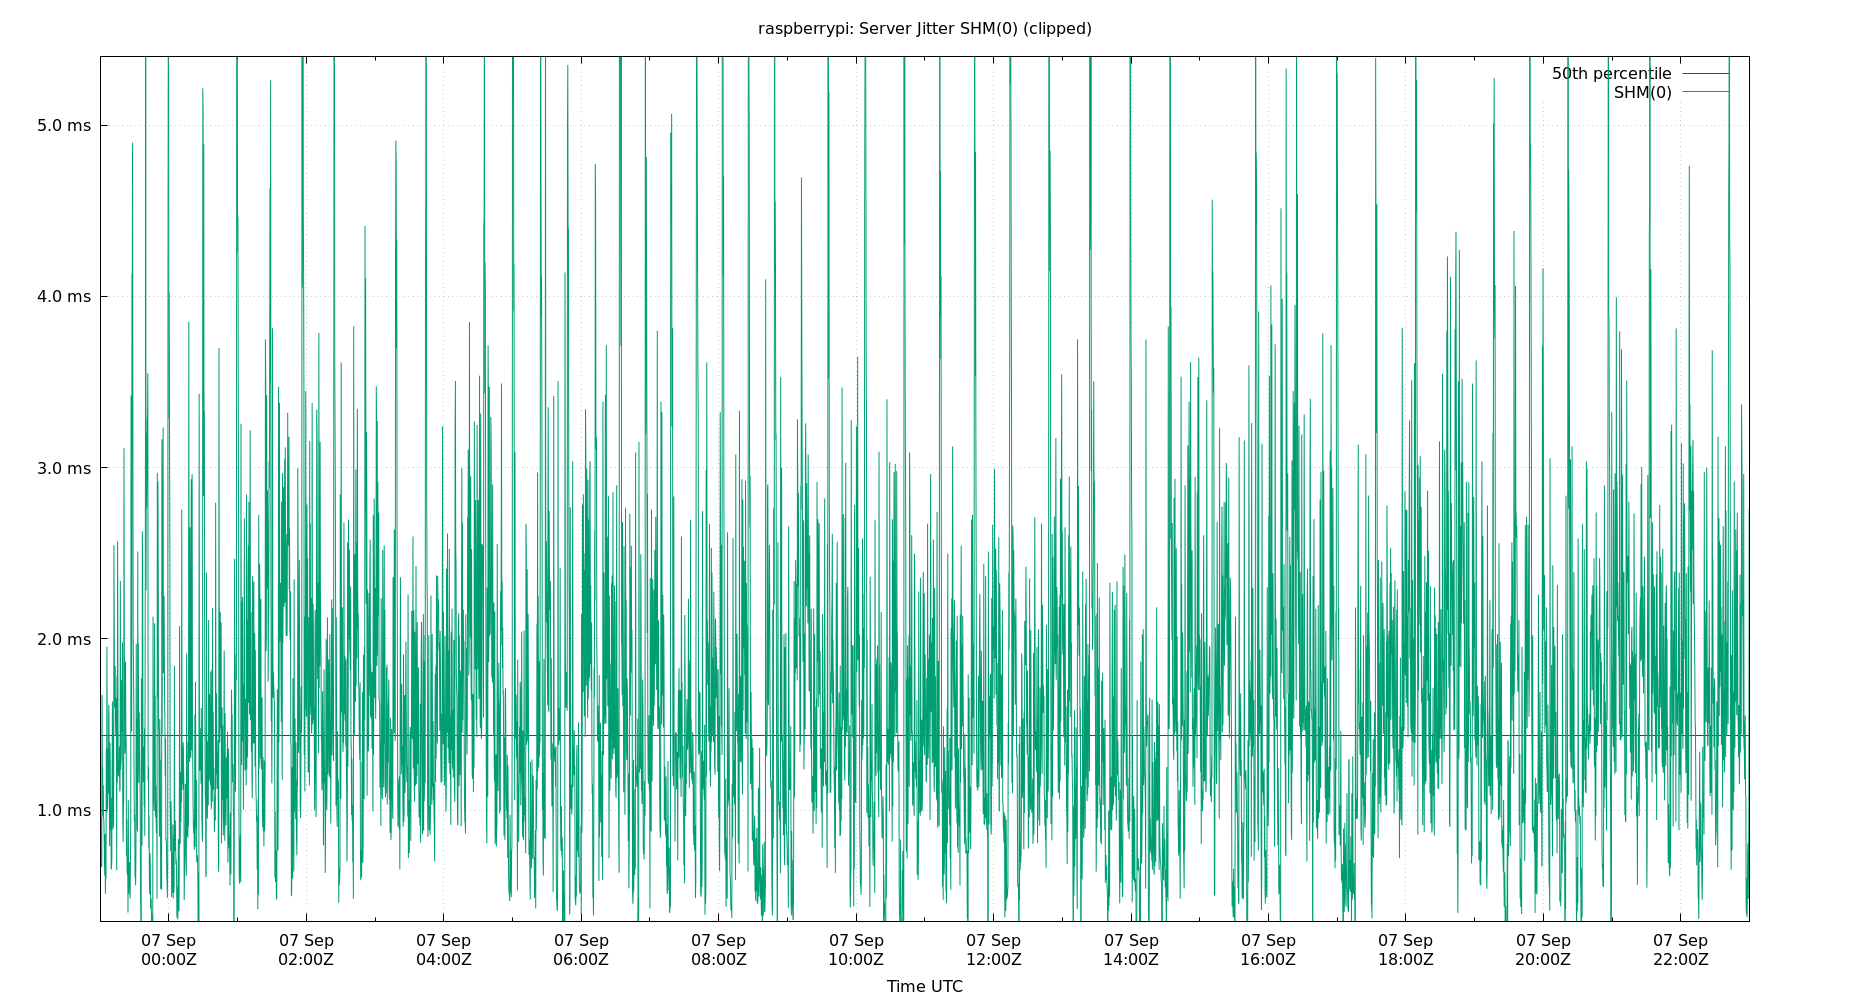 raspberrypi: Server Jitter SHM(0) (clipped)
50th percentile
SHM(0)
5.0 ms
4.0 ms
3.0 ms
2.0 ms
1.0 ms
07 Sep 07 Sep 07 Sep 07 Sep 07 Sep 07 Sep 07 Sep 07 Sep 07 Sep 07 Sep 07 Sep 07 Sep
00:00Z 02:00Z 04:00Z 06:00Z 08:00Z 10:00Z 12:00Z 14:00Z 16:00Z 18:00Z 20:00Z 22:00Z
Time UTC